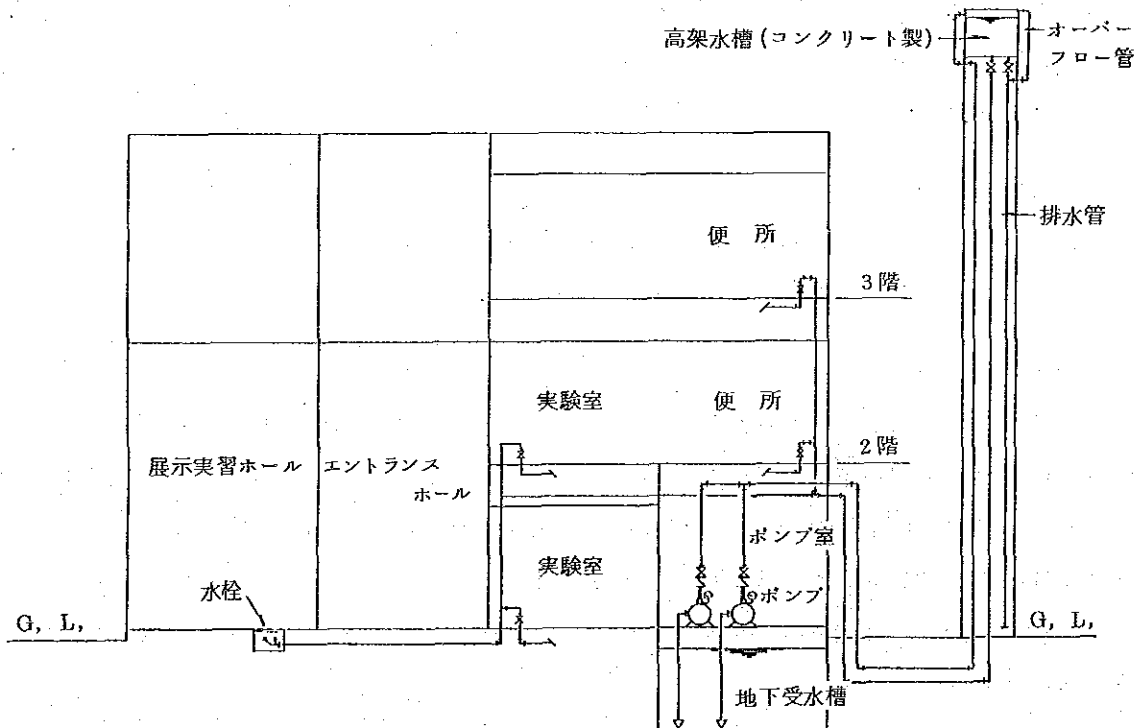 高架水槽(コンクリート製)
オーバー
フロー管
排水管
便 所
3階
実験室
便 所
2階
展示実習ホール
エントランス
ホール
ポンプ室
実験室
水栓
ポンプ
G, L,
G, L,
地下受水槽